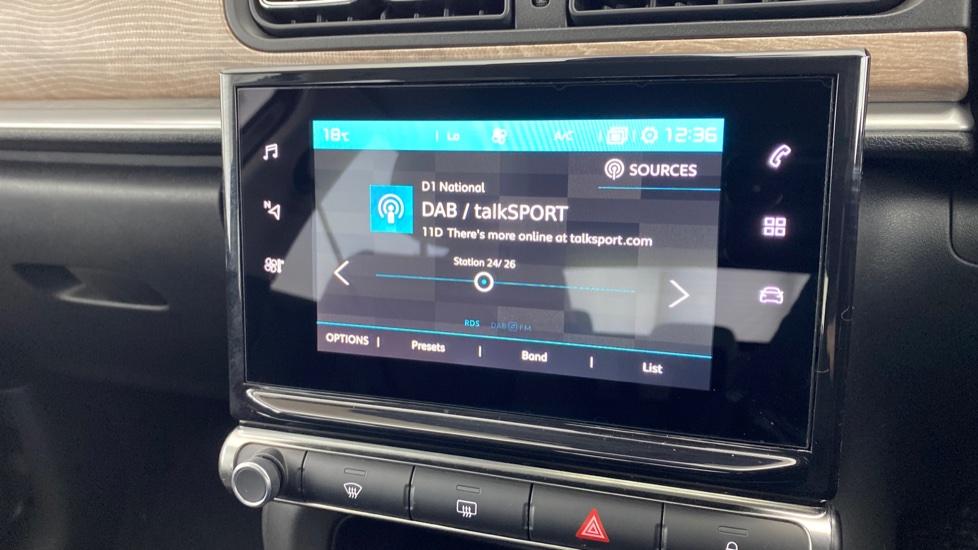 18°C | Lo A/C | | 12:36
SOURCES
D1 National
DAB / talkSPORT
11D There's more online at talksport.com
Station 24/ 26
RDS DAB FM
OPTIONS | Presets | Band | List
N